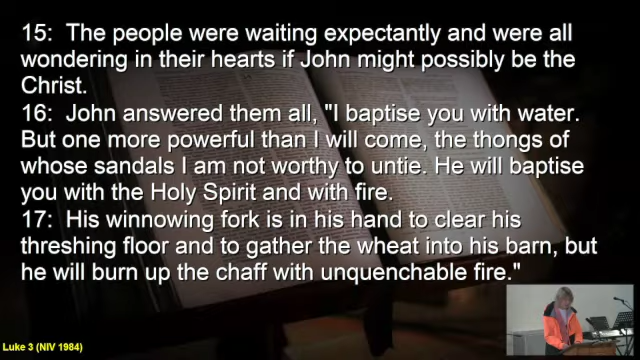 15:  The people were waiting expectantly and were all
wondering in their hearts if John might possibly be the
Christ.
16:  John answered them all, "I baptise you with water.
But one more powerful than I will come, the thongs of
whose sandals I am not worthy to untie. He will baptise
you with the Holy Spirit and with fire.
17:  His winnowing fork is in his hand to clear his
threshing floor and to gather the wheat into his barn, but
he will burn up the chaff with unquenchable fire."
Luke 3 (NIV 1984)